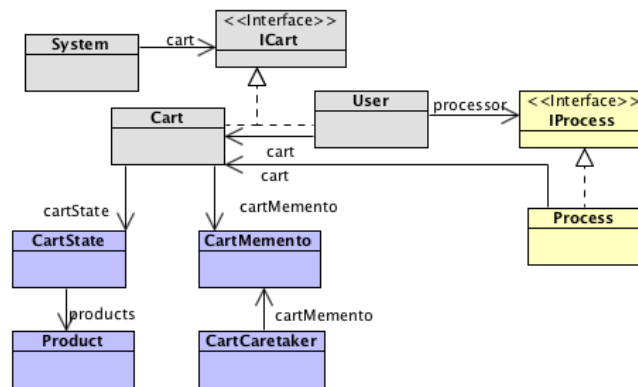 <<Interface>>
ICart
System
cart
User
processor
<<Interface>>
IProcess
Cart
cart
cart
cartState
cartMemento
Process
CartState
CartMemento
products
cartMemento
Product
CartCaretaker